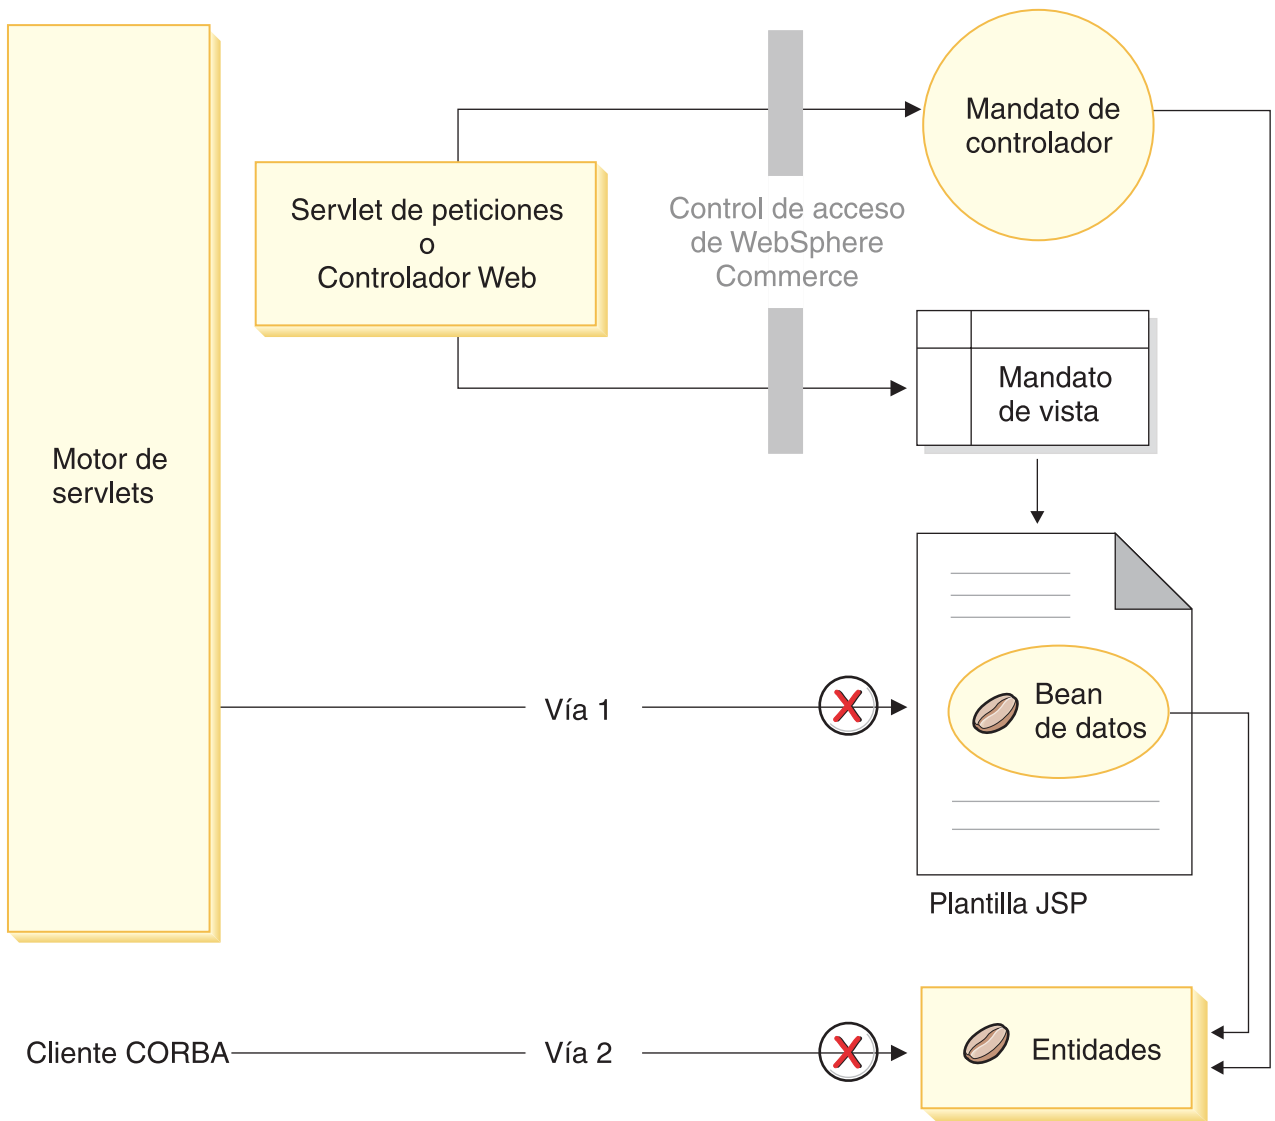 Mandato de
controlador
Servlet de peticiones
o
Controlador Web
Control de acceso
de WebSphere
Commerce
Mandato
de vista
Motor de
servlets
Vía 1
Bean
de datos
Plantilla JSP
Cliente CORBA
Vía 2
Entidades